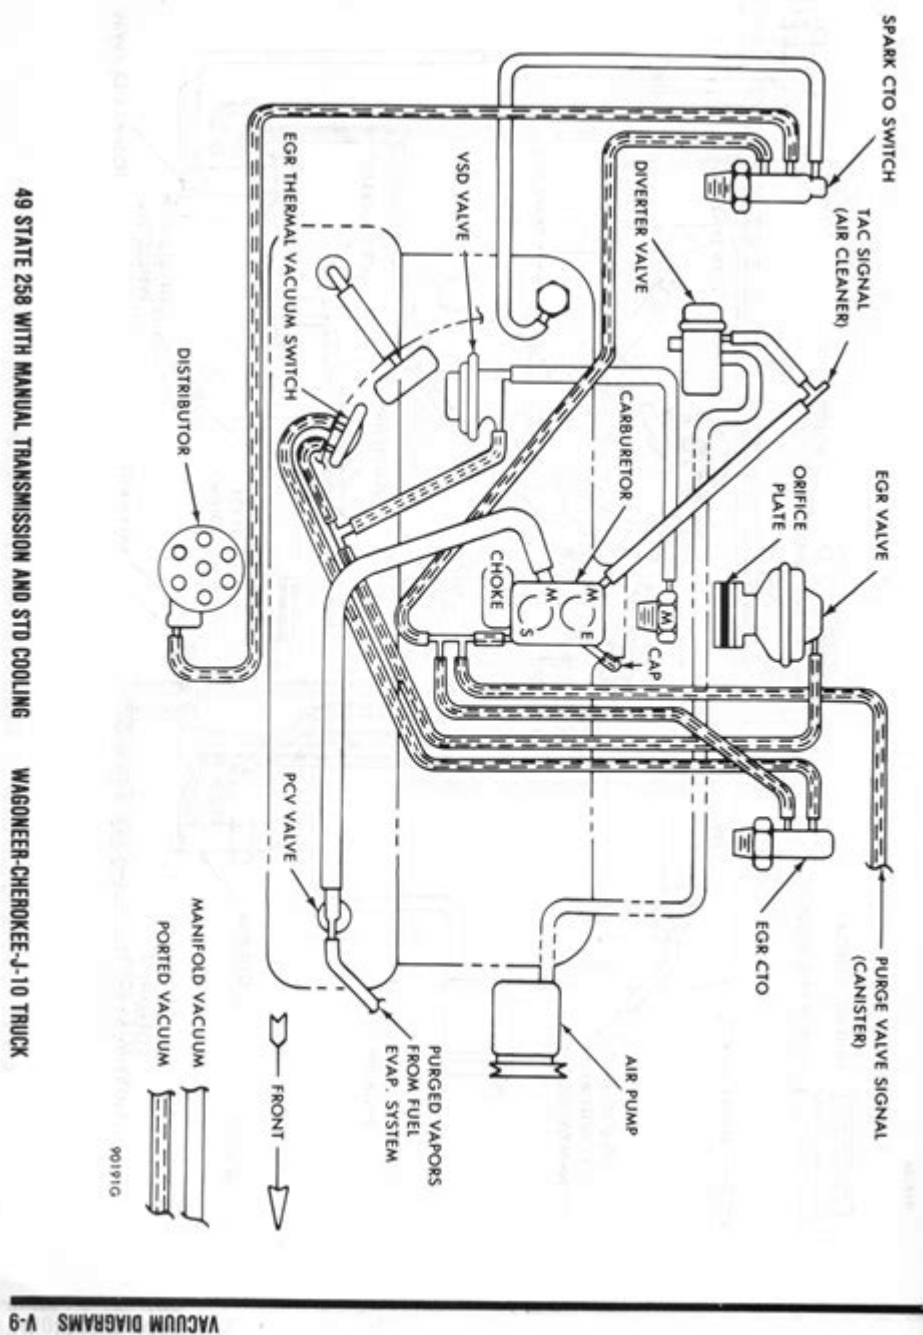 VACUUM DIAGRAMS V-9
PURGE VALVE SIGNAL
(CANISTER)
SPARK CTO SWITCH
TAC SIGNAL
(AIR CLEANER)
EGR VALVE
ORIFICE
PLATE
EGR CTO
DIVERTER VALVE
CARBURETOR
CAP
AIR PUMP
VSD VALVE
CHOKE
M
M
E
M
S
PURGED VAPORS
FROM FUEL
EVAP. SYSTEM
EGR THERMAL VACUUM SWITCH
PCV VALVE
FRONT
DISTRIBUTOR
MANIFOLD VACUUM
PORTED VACUUM
90191G
49 STATE 258 WITH MANUAL TRANSMISSION AND STD COOLING WAGONEER-CHEROKEE-J-10 TRUCK